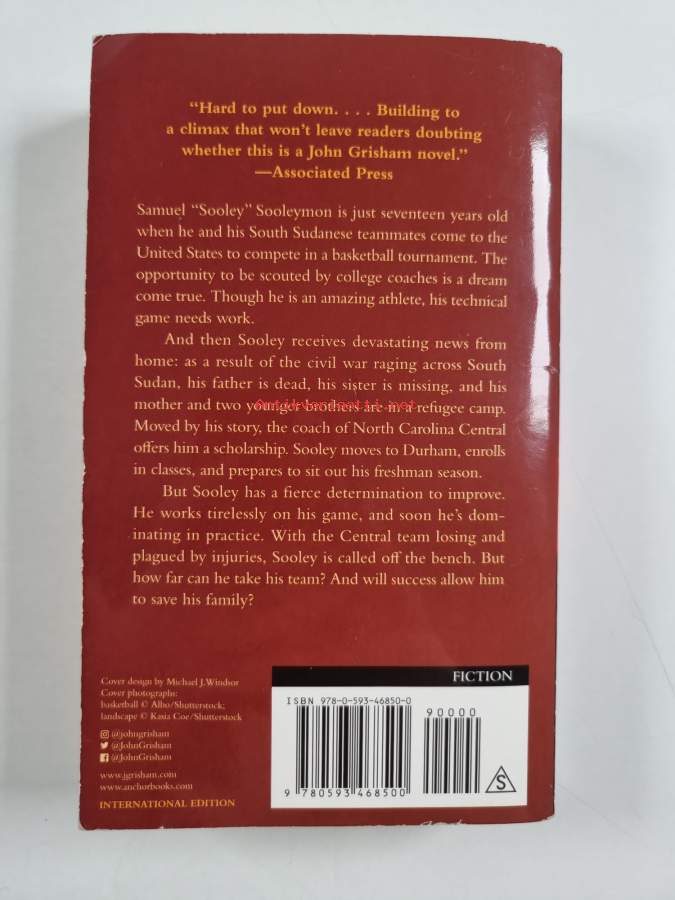 “Hard to put down. . . . Building to
a climax that won’t leave readers doubting
whether this is a John Grisham novel.”
—Associated Press
Samuel “Sooley” Sooleymon is just seventeen years old
when he and his South Sudanese teammates come to the
United States to compete in a basketball tournament. The
opportunity to be scouted by college coaches is a dream
come true. Though he is an amazing athlete, his technical
game needs work.
And then Sooley receives devastating news from
home: as a result of the civil war raging across South
Sudan, his father is dead, his sister is missing, and his
mother and two younger brothers are in a refugee camp.
Antikvariaatti.net
Moved by his story, the coach of North Carolina Central
offers him a scholarship. Sooley moves to Durham, enrolls
in classes, and prepares to sit out his freshman season.
But Sooley has a fierce determination to improve.
He works tirelessly on his game, and soon he’s dom-
inating in practice. With the Central team losing and
plagued by injuries, Sooley is called off the bench. But
how far can he take his team? And will success allow him
to save his family?
Cover design by Michael J. Windsor
Cover photographs:
basketball © Albo/Shutterstock;
landscape © Kasia Coe/Shutterstock
@johngrisham
@JohnGrisham
@JohnGrisham
www.jgrisham.com
www.anchorbooks.com
INTERNATIONAL EDITION
FICTION
ISBN 978-0-593-46850-0
90000
9 780593 468500
S